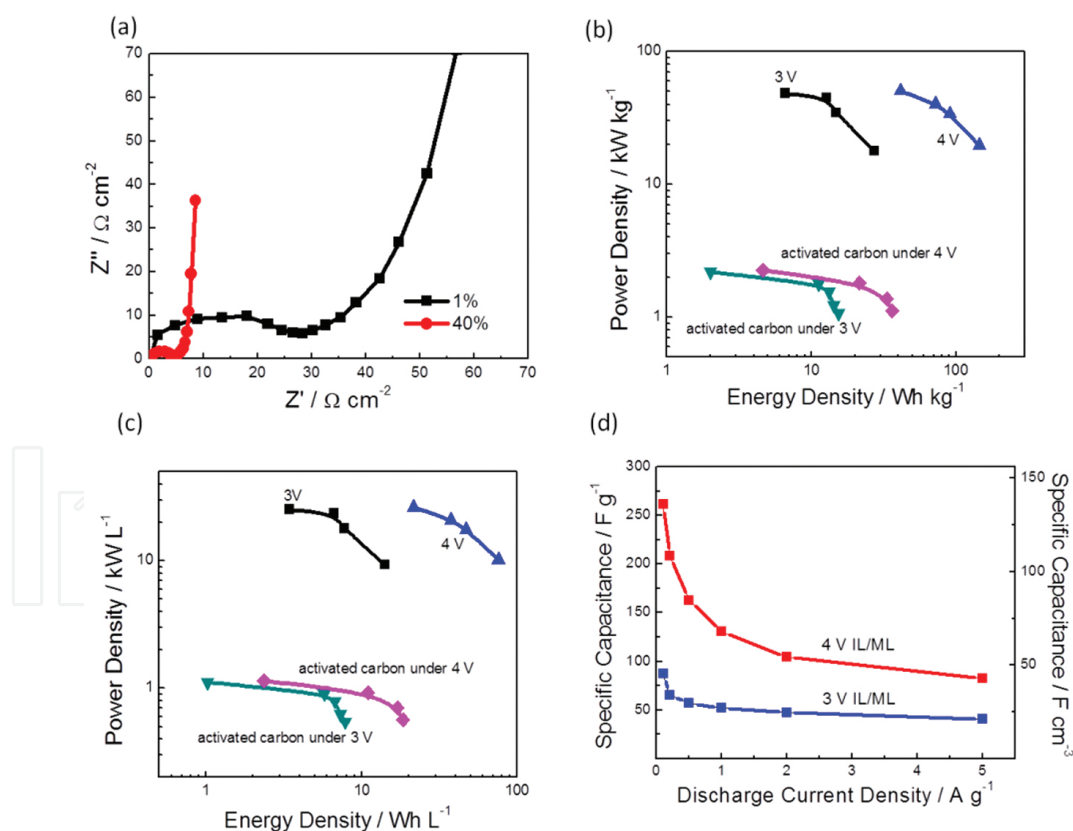 (a)
70
60
50
40
30
20
10
0
0 10 20 30 40 50 60 70
Z'' / Ω cm⁻²
Z' / Ω cm⁻²
1%
40%
(b)
100
10
1
1 10 100
Power Density / kW kg⁻¹
Energy Density / Wh kg⁻¹
3 V
4 V
activated carbon under 4 V
activated carbon under 3 V
(c)
10
1
1 10 100
Power Density / kW L⁻¹
Energy Density / Wh L⁻¹
3V
4 V
activated carbon under 4 V
activated carbon under 3 V
(d)
300
250
200
150
100
50
0 1 2 3 4 5
150
100
50
Specific Capacitance / F g⁻¹
Specific Capacitance / F cm⁻³
Discharge Current Density / A g⁻¹
4 V IL/ML
3 V IL/ML